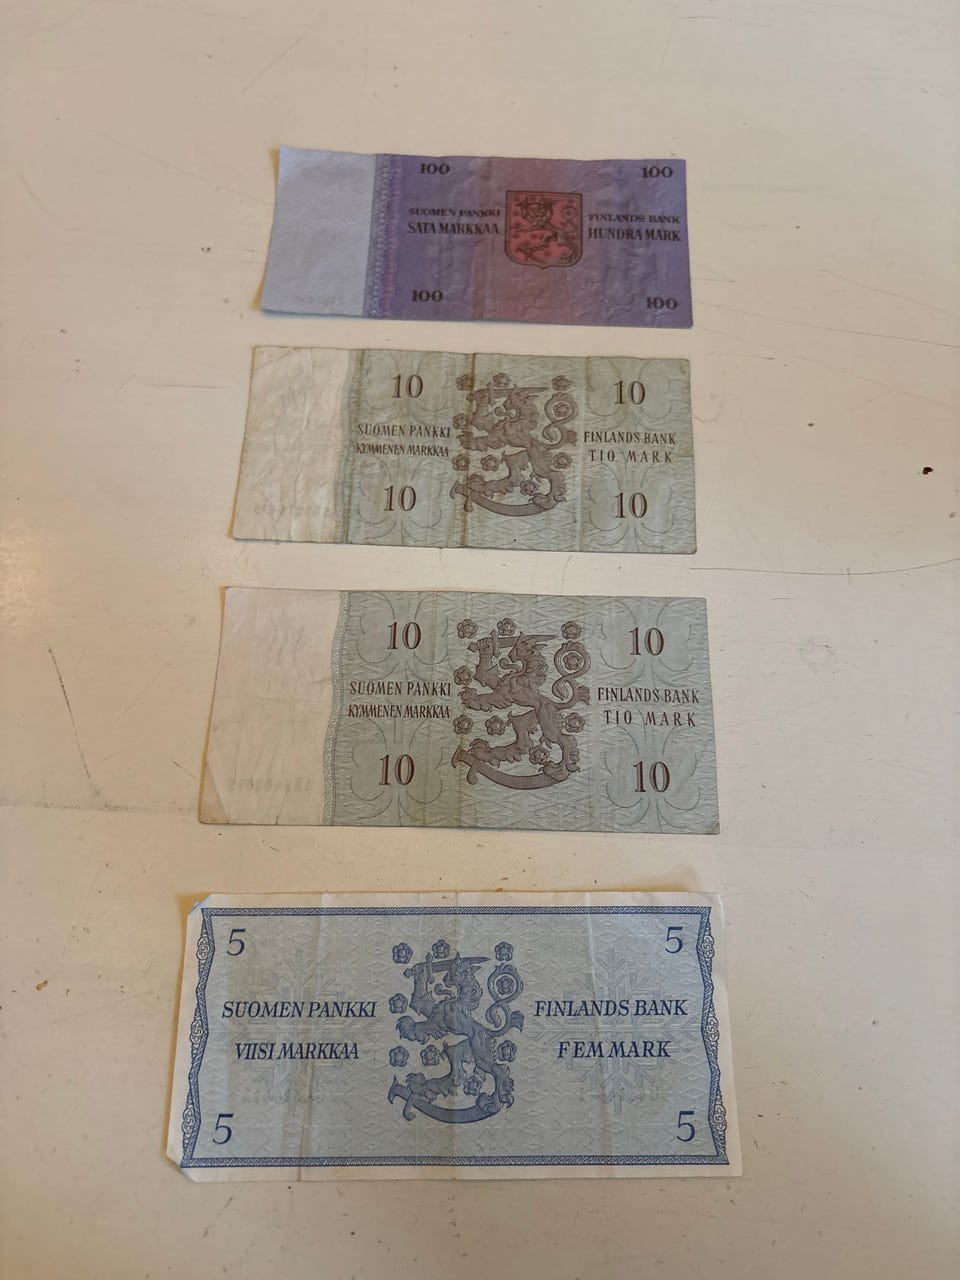 100 100
SUOMEN PANKKI FINLANDS BANK
SATA MARKKAA HUNDRA MARK
100 100
10 10
SUOMEN PANKKI FINLANDS BANK
KYMMENEN MARKKAA TIO MARK
10 10
10 10
SUOMEN PANKKI FINLANDS BANK
KYMMENEN MARKKAA TIO MARK
10 10
5 5
SUOMEN PANKKI FINLANDS BANK
VIISI MARKKAA FEM MARK
5 5